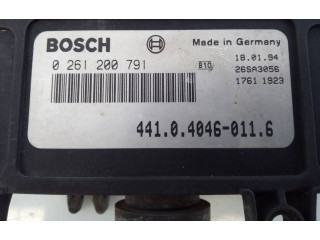 BOSCH
Made in Germany
0 261 200 791
B10
18.01.94
26SA3056
1761 1923
441.0.4046-011.6